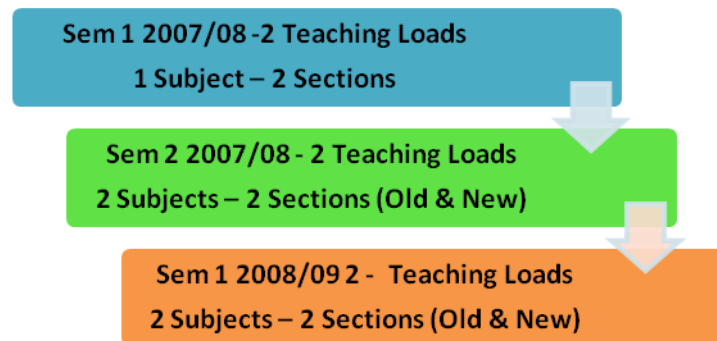 Sem 1 2007/08 -2 Teaching Loads
1 Subject – 2 Sections
Sem 2 2007/08 - 2 Teaching Loads
2 Subjects – 2 Sections (Old & New)
Sem 1 2008/09 2 - Teaching Loads
2 Subjects – 2 Sections (Old & New)